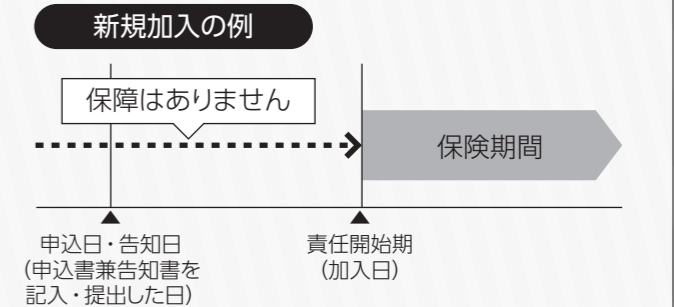 新規加入の例
保障はありません
保険期間
申込日・告知日
(申込書兼告知書を
記入・提出した日)
責任開始期
(加入日)